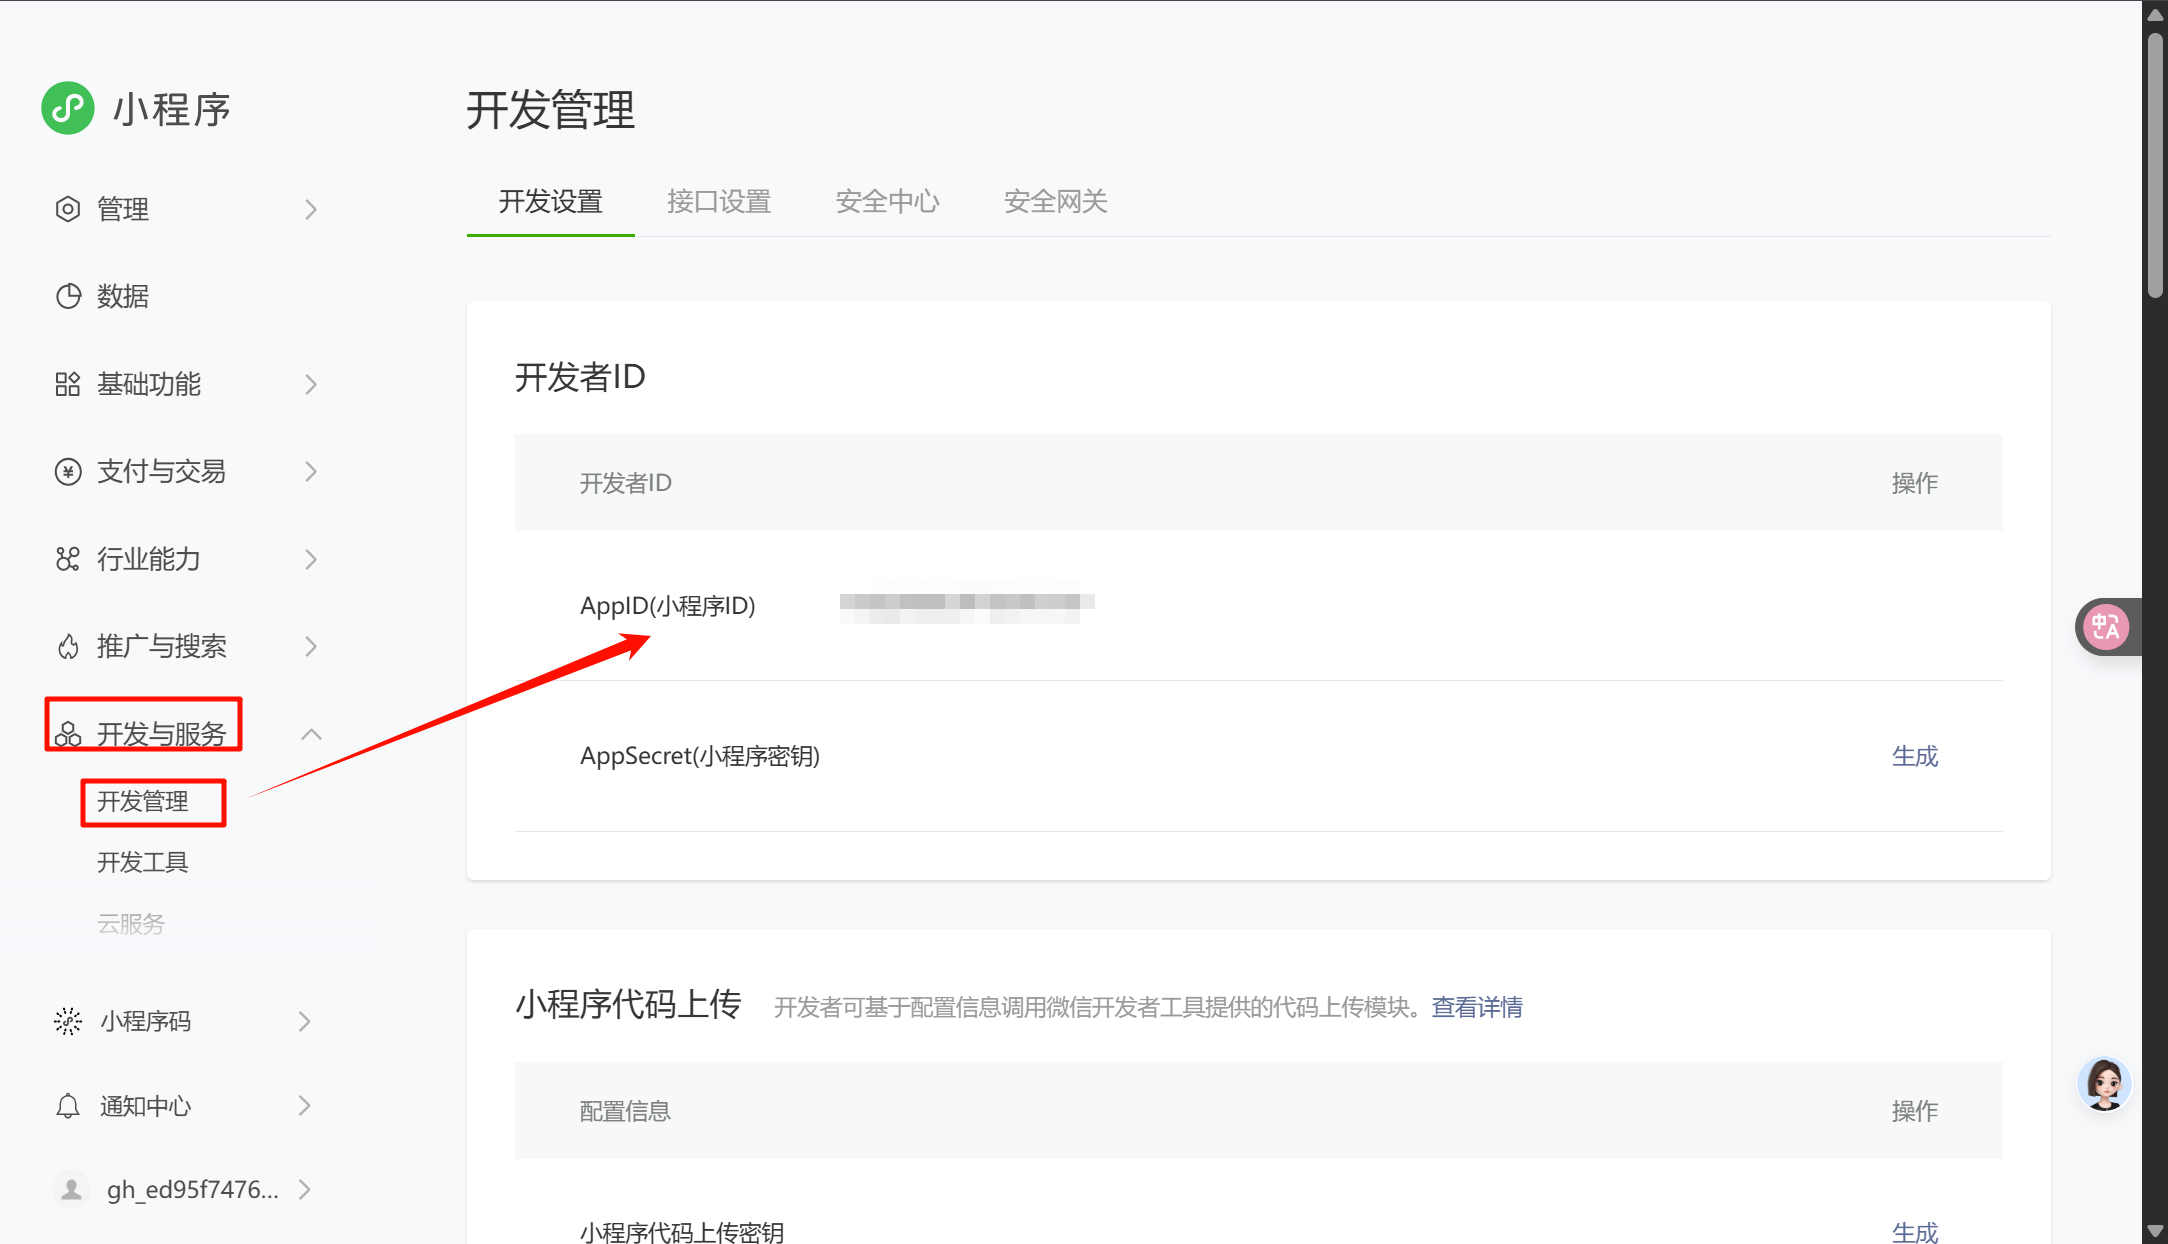 小程序
管理
数据
基础功能
支付与交易
行业能力
推广与搜索
开发与服务
开发管理
开发工具
云服务
小程序码
通知中心
gh_ed95f7476...
开发管理
开发设置 接口设置 安全中心 安全网关
开发者ID
开发者ID 操作
AppID(小程序ID)
AppSecret(小程序密钥) 生成
小程序代码上传 开发者可基于配置信息调用微信开发者工具提供的代码上传模块。查看详情
配置信息 操作
小程序代码上传密钥 生成
中A